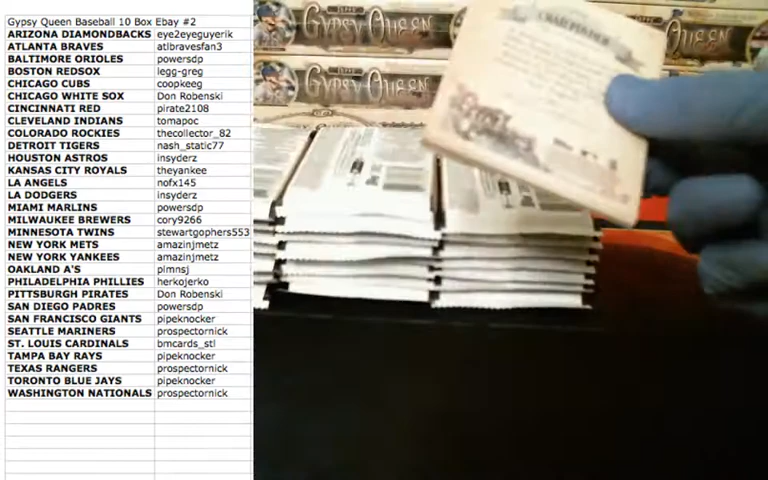 Gypsy Queen Baseball 10 Box Ebay #2
ARIZONA DIAMONDBACKS eye2eyeguyerik
ATLANTA BRAVES atlbravesfan3
BALTIMORE ORIOLES powersdp
BOSTON REDSOX legg-greg
CHICAGO CUBS coopkeeg
CHICAGO WHITE SOX Don Robenski
CINCINNATI RED pirate2108
CLEVELAND INDIANS tomapoc
COLORADO ROCKIES thecollector_82
DETROIT TIGERS nash_static77
HOUSTON ASTROS insyderz
KANSAS CITY ROYALS theyankee
LA ANGELS nofx145
LA DODGERS insyderz
MIAMI MARLINS powersdp
MILWAUKEE BREWERS cory9266
MINNESOTA TWINS stewartgophers553
NEW YORK METS amazinjmetz
NEW YORK YANKEES amazinjmetz
OAKLAND A'S pimnsj
PHILADELPHIA PHILLIES herkojerko
PITTSBURGH PIRATES Don Robenski
SAN DIEGO PADRES powersdp
SAN FRANCISCO GIANTS pipeknocker
SEATTLE MARINERS prospectornick
ST. LOUIS CARDINALS bmcards_stl
TAMPA BAY RAYS pipeknocker
TEXAS RANGERS prospectornick
TORONTO BLUE JAYS pipeknocker
WASHINGTON NATIONALS prospectornick
GYPSY QUEEN
GYPSY QUEEN
QUEEN